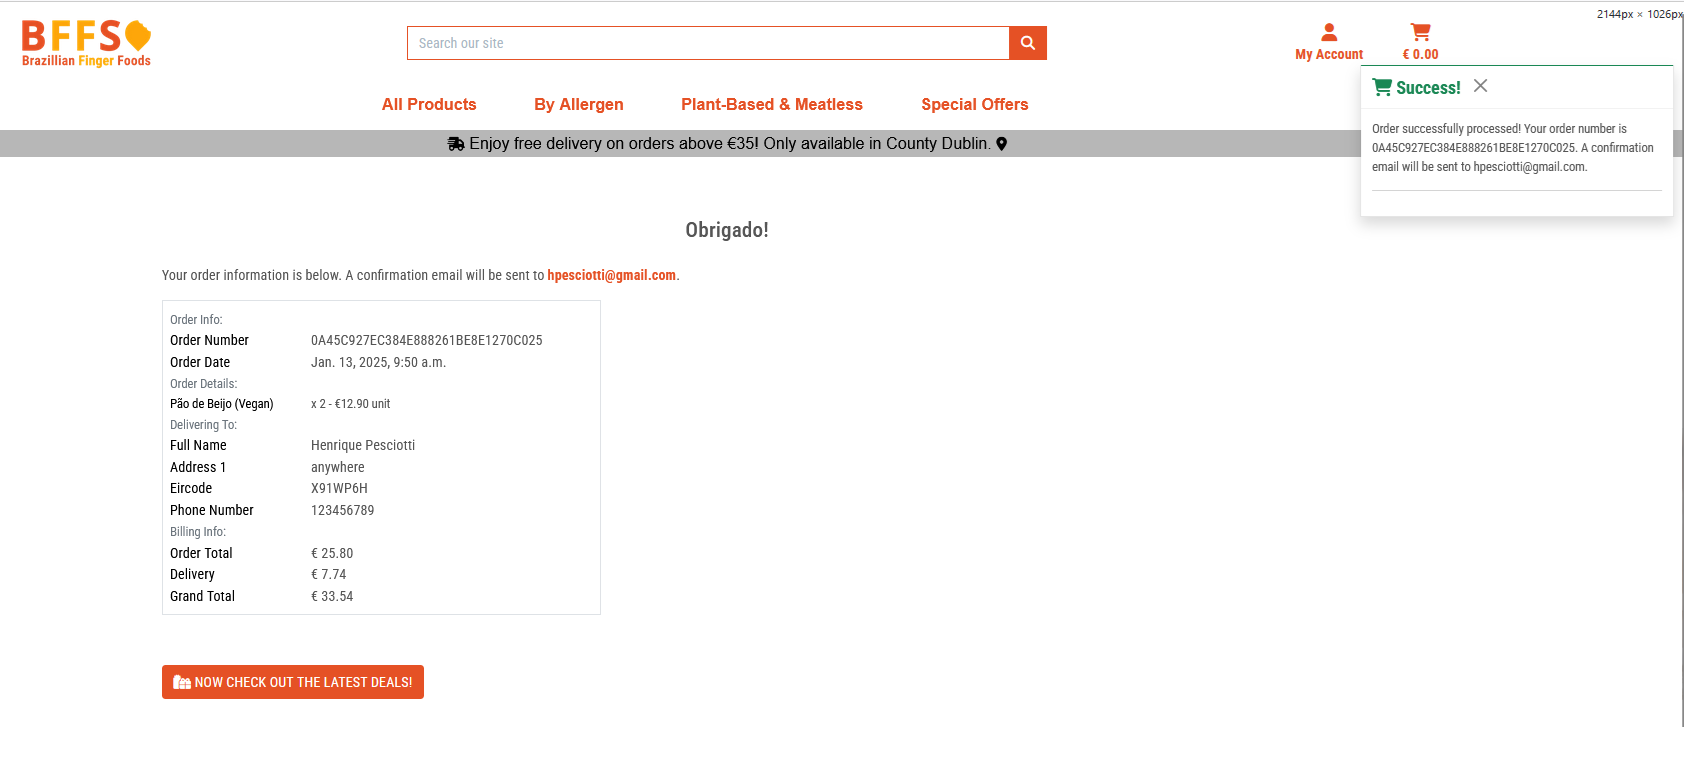 2144px × 1026px
BFFS
Brazillian Finger Foods
Search our site
My Account
€ 0.00
All Products
By Allergen
Plant-Based & Meatless
Special Offers
Enjoy free delivery on orders above €35! Only available in County Dublin.
Success!
Order successfully processed! Your order number is
0A45C927EC384E888261BE8E1270C025. A confirmation
email will be sent to hpesciotti@gmail.com.
Obrigado!
Your order information is below. A confirmation email will be sent to hpesciotti@gmail.com.
Order Info:
Order Number 0A45C927EC384E888261BE8E1270C025
Order Date Jan. 13, 2025, 9:50 a.m.
Order Details:
Pão de Beijo (Vegan) x 2 - €12.90 unit
Delivering To:
Full Name Henrique Pesciotti
Address 1 anywhere
Eircode X91WP6H
Phone Number 123456789
Billing Info:
Order Total € 25.80
Delivery € 7.74
Grand Total € 33.54
NOW CHECK OUT THE LATEST DEALS!